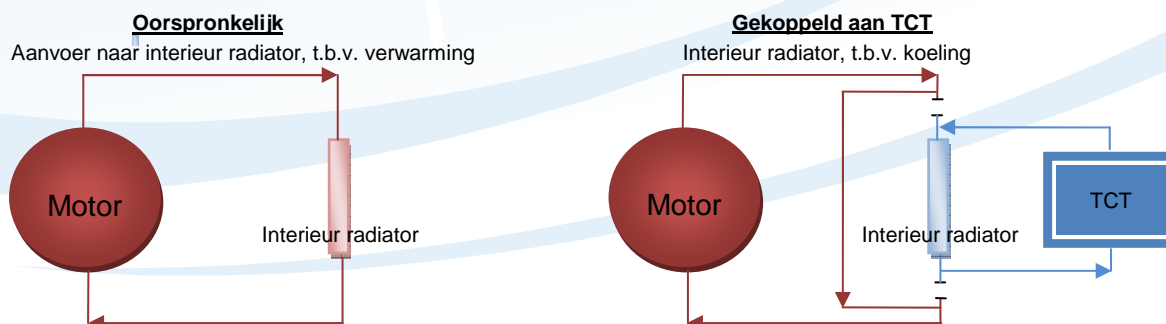 Oorspronkelijk
Aanvoer naar interieur radiator, t.b.v. verwarming
Motor
Interieur radiator
Gekoppeld aan TCT
Interieur radiator, t.b.v. koeling
Motor
Interieur radiator
TCT